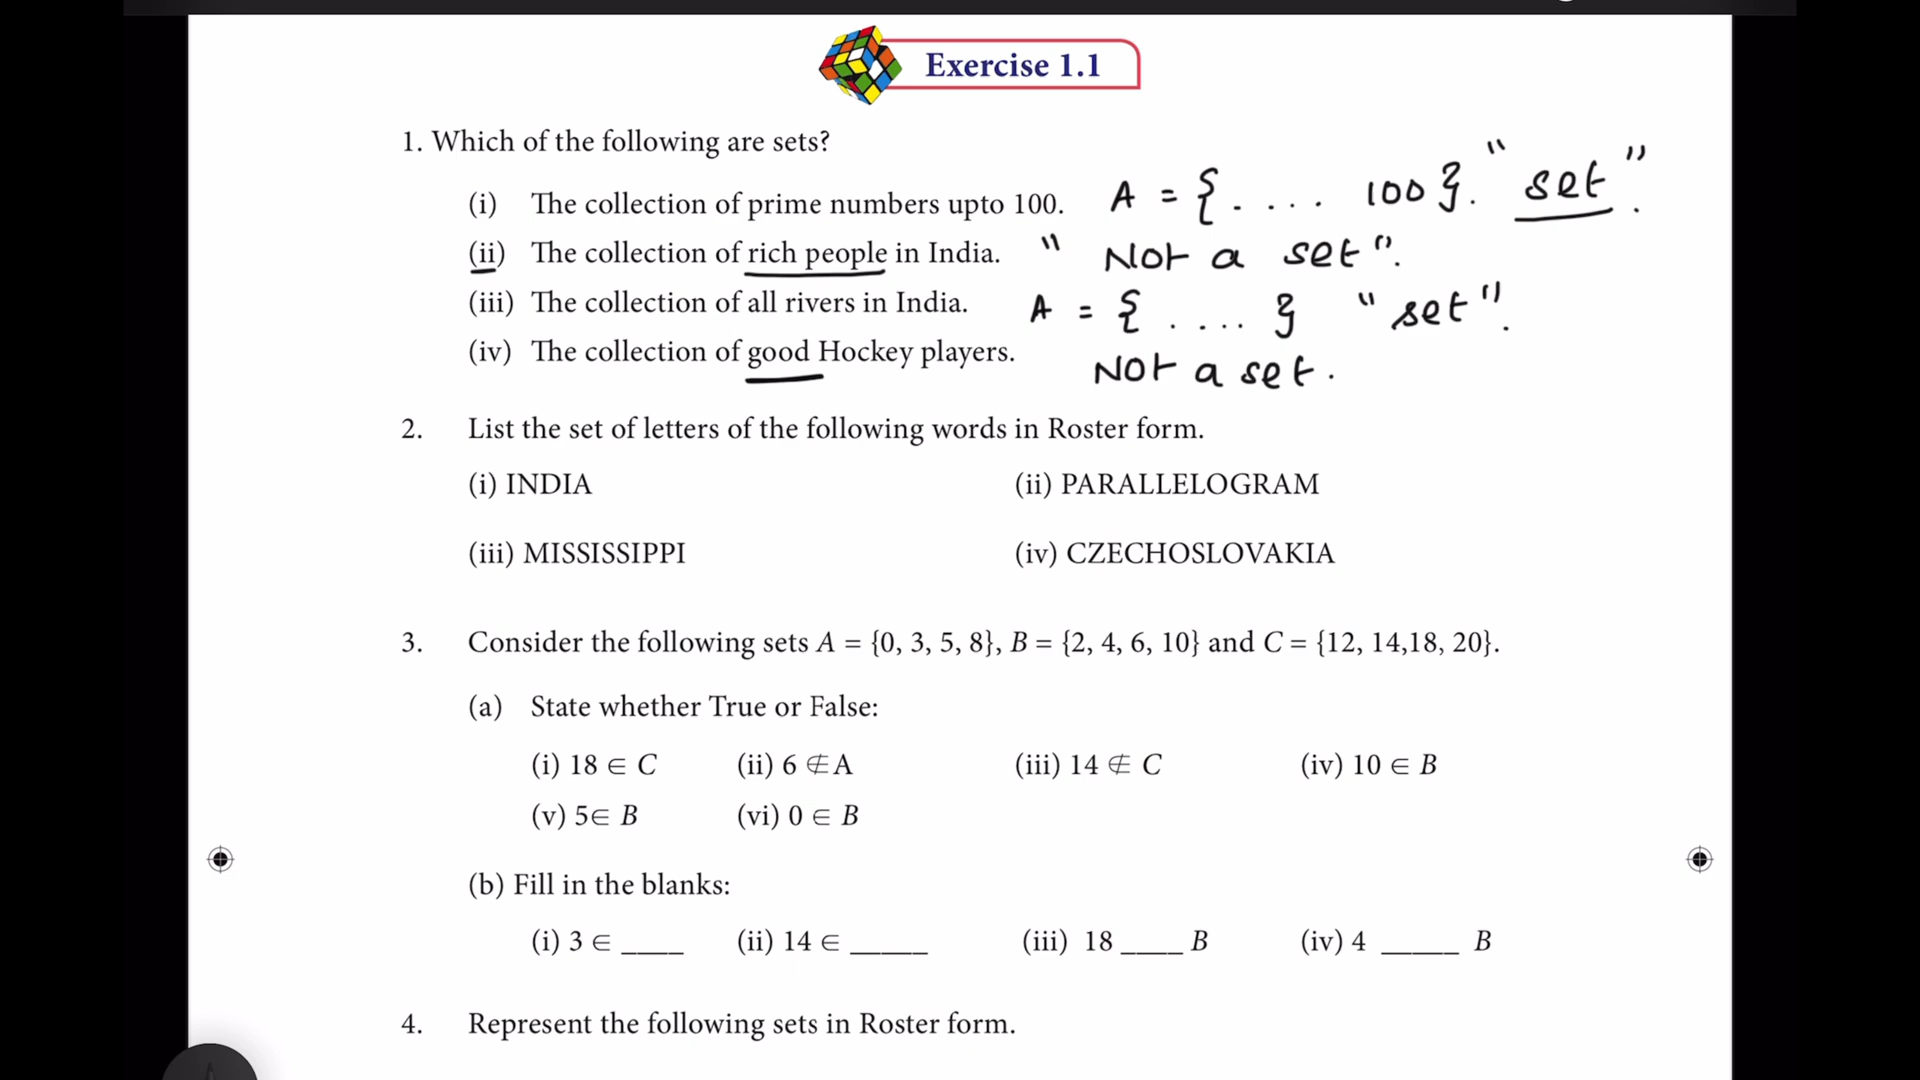 Exercise 1.1
1. Which of the following are sets?
(i) The collection of prime numbers upto 100. A = {. .... 100}. "set".
(ii) The collection of rich people in India. "Not a set".
(iii) The collection of all rivers in India. A = { .... } "set".
(iv) The collection of good Hockey players. Not a set.
2. List the set of letters of the following words in Roster form.
(i) INDIA (ii) PARALLELOGRAM
(iii) MISSISSIPPI (iv) CZECHOSLOVAKIA
3. Consider the following sets A = {0, 3, 5, 8}, B = {2, 4, 6, 10} and C = {12, 14,18, 20}.
(a) State whether True or False:
(i) 18 ∈ C (ii) 6 ∉ A (iii) 14 ∉ C (iv) 10 ∈ B
(v) 5∈ B (vi) 0 ∈ B
(b) Fill in the blanks:
(i) 3 ∈ ____ (ii) 14 ∈ _____ (iii) 18 ____ B (iv) 4 _____ B
4. Represent the following sets in Roster form.